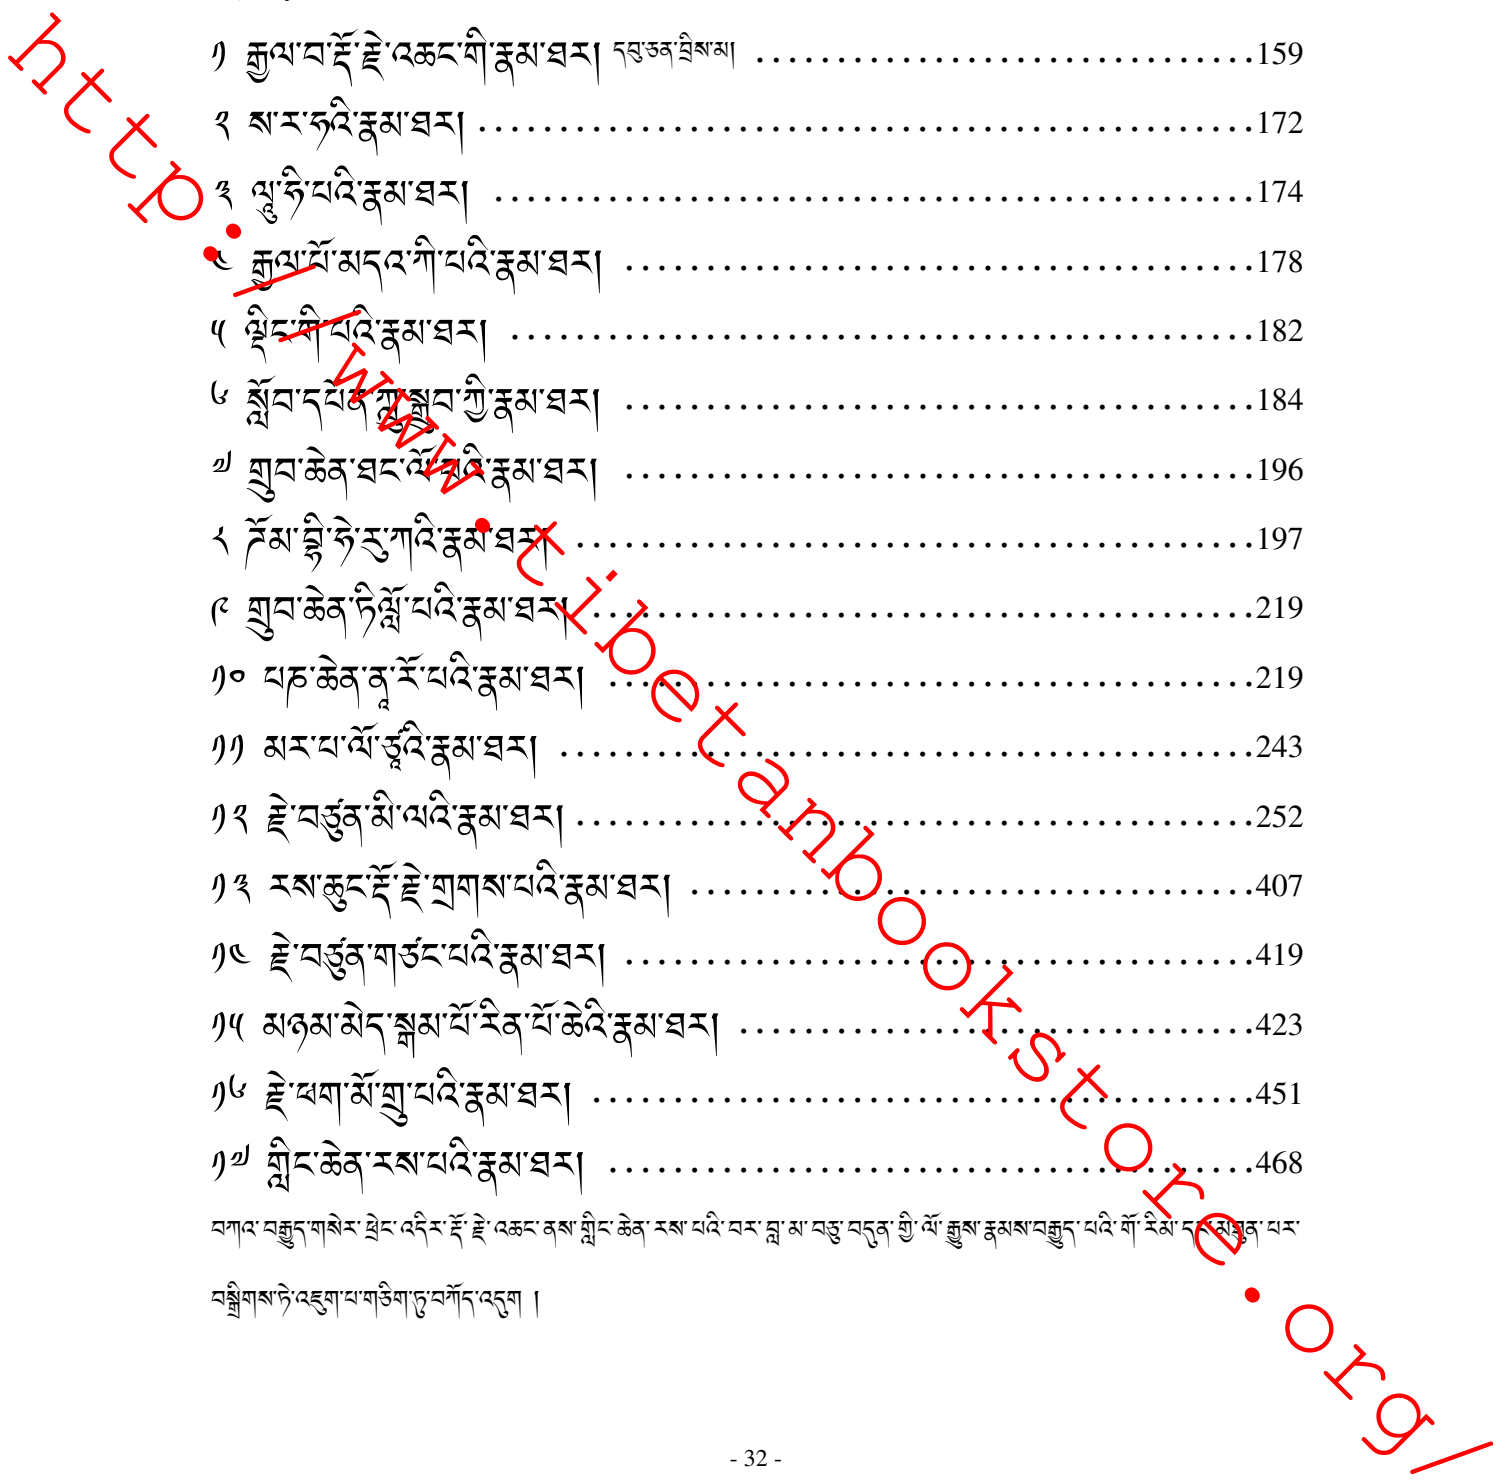 ༡ རྒྱལ་བ་རྡོ་རྗེ་འཆང་གི་རྣམ་ཐར། དབུ་ཅན་བྲིས་མ། ...............................159
༢ ས་ར་ཧའི་རྣམ་ཐར། ................................................172
༣ ལཱུ་ཧི་པའི་རྣམ་ཐར། ...............................................174
༤ རྒྱལ་པོ་མདའ་ཀི་པའི་རྣམ་ཐར། .......................................178
༥ ལྡིང་གི་པའི་རྣམ་ཐར། ..............................................182
༦ སློབ་དཔོན་ཀླུ་སྒྲུབ་ཀྱི་རྣམ་ཐར། .......................................184
༧ གྲུབ་ཆེན་ཐང་ལོ་པའི་རྣམ་ཐར། .......................................196
༨ ཌོམ་བྷི་ཧེ་རུ་ཀའི་རྣམ་ཐར། ..........................................197
༩ གྲུབ་ཆེན་ཏིལློ་པའི་རྣམ་ཐར། .........................................219
༡༠ པཎ་ཆེན་ནཱ་རོ་པའི་རྣམ་ཐར། ........................................219
༡༡ མར་པ་ལོ་ཙཱའི་རྣམ་ཐར། ...........................................243
༡༢ རྗེ་བཙུན་མི་ལའི་རྣམ་ཐར། ..........................................252
༡༣ རས་ཆུང་རྡོ་རྗེ་གྲགས་པའི་རྣམ་ཐར། ...................................407
༡༤ རྗེ་བཙུན་གཙང་པའི་རྣམ་ཐར། .......................................419
༡༥ མཉམ་མེད་སྒམ་པོ་རིན་པོ་ཆེའི་རྣམ་ཐར། ................................423
༡༦ རྗེ་ཕག་མོ་གྲུ་པའི་རྣམ་ཐར། .........................................451
༡༧ གླིང་ཆེན་རས་པའི་རྣམ་ཐར། ........................................468
བཀའ་བརྒྱུད་གསེར་ཕྲེང་འདིར་རྡོ་རྗེ་འཆང་ནས་གླིང་ཆེན་རས་པའི་བར་བླ་མ་བཅུ་བདུན་གྱི་ལོ་རྒྱུས་རྣམས་བརྒྱུད་པའི་གོ་རིམ་དང་མཐུན་པར་
བསྒྲིགས་ཏེ་འཇུག་པ་གཅིག་ཏུ་བཀོད་འདུག །
- 32 -
http://www.tibetanbookstore.org/